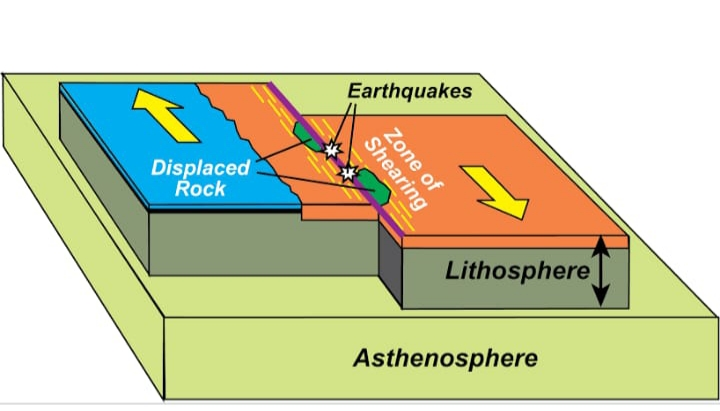 Earthquakes
Zone of
Shearing
Displaced
Rock
Lithosphere
Asthenosphere